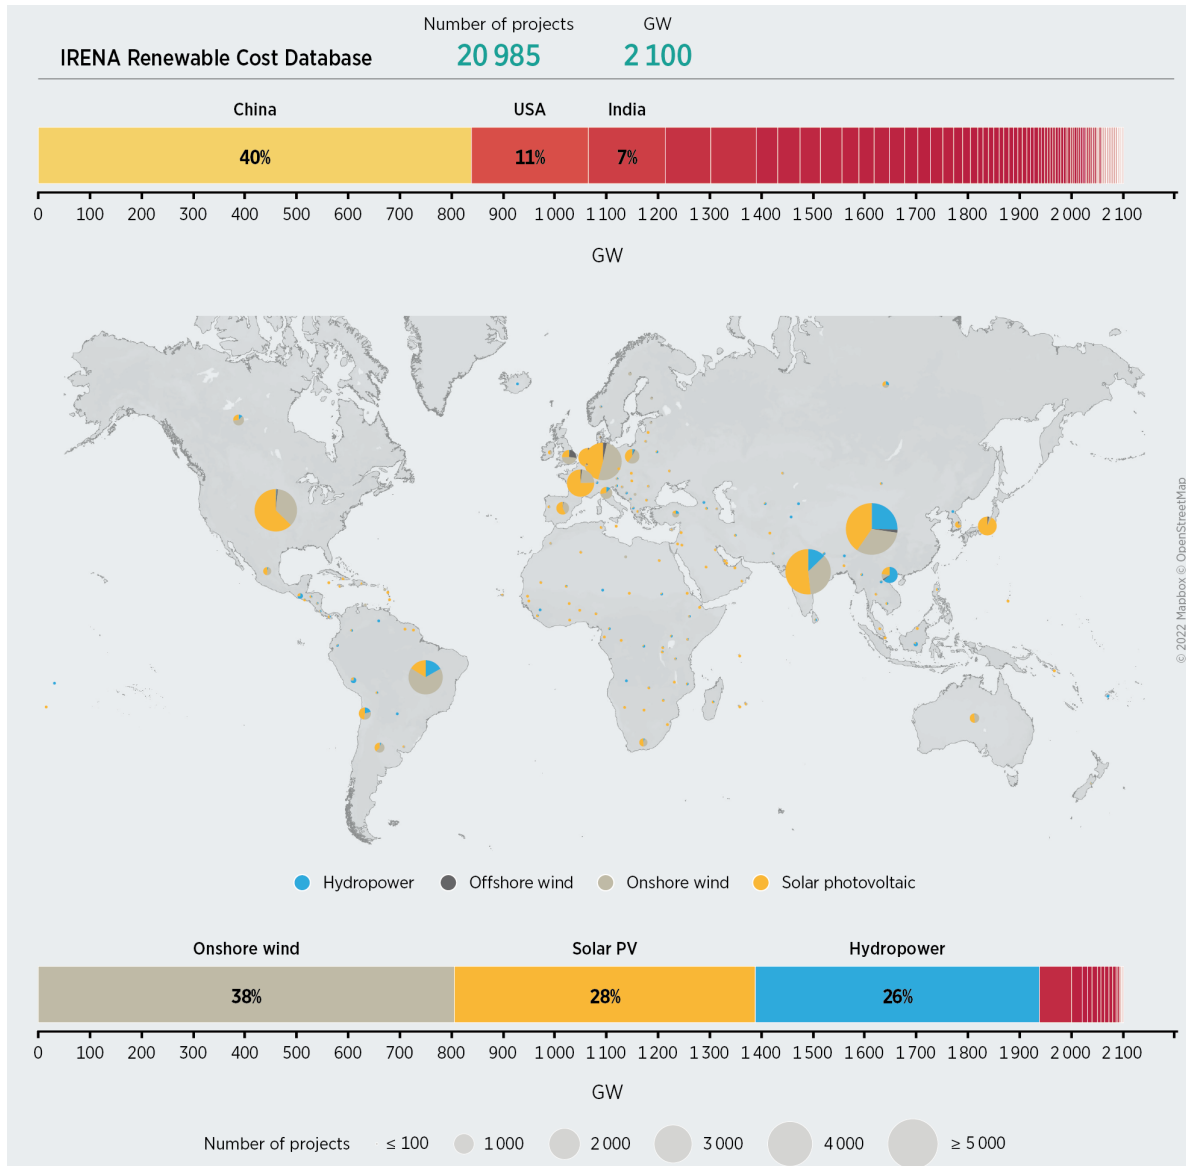 Number of projects GW
IRENA Renewable Cost Database 20 985 2 100
China USA India
40% 11% 7%
0 100 200 300 400 500 600 700 800 900 1 000 1 100 1 200 1 300 1 400 1 500 1 600 1 700 1 800 1 900 2 000 2 100
GW
© 2022 Mapbox © OpenStreetMap
Hydropower Offshore wind Onshore wind Solar photovoltaic
Onshore wind Solar PV Hydropower
38% 28% 26%
0 100 200 300 400 500 600 700 800 900 1 000 1 100 1 200 1 300 1 400 1 500 1 600 1 700 1 800 1 900 2 000 2 100
GW
Number of projects ≤ 100 1 000 2 000 3 000 4 000 ≥ 5 000